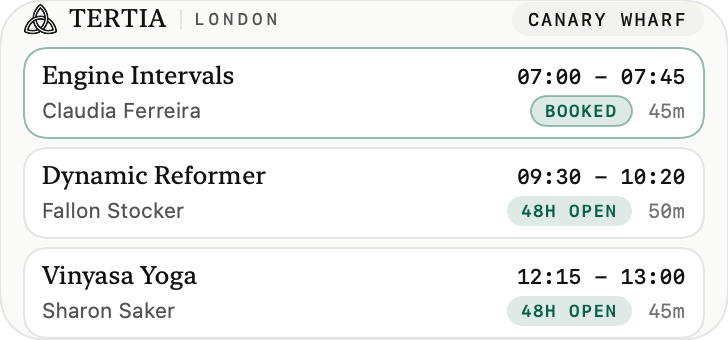 TERTIA | LONDON CANARY WHARF
Engine Intervals 07:00 – 07:45
Claudia Ferreira BOOKED 45m
Dynamic Reformer 09:30 – 10:20
Fallon Stocker 48H OPEN 50m
Vinyasa Yoga 12:15 – 13:00
Sharon Saker 48H OPEN 45m